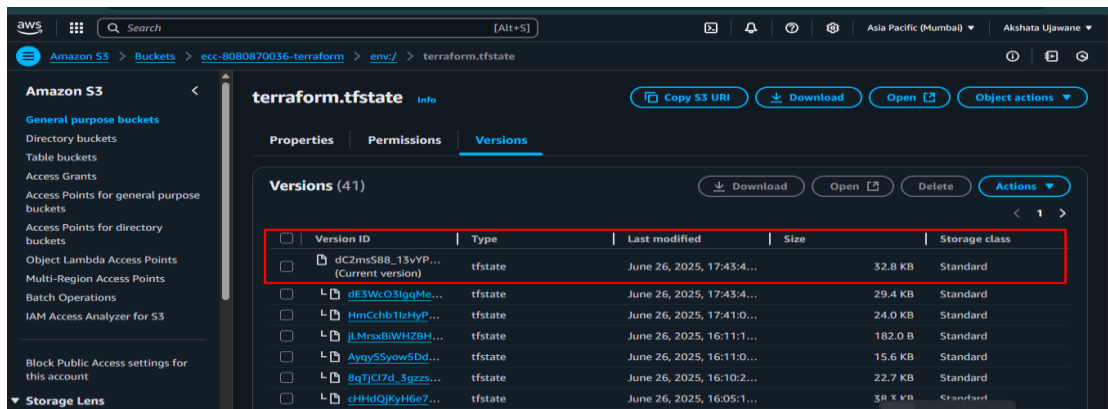 aws
Search
[Alt+S]
Asia Pacific (Mumbai)
Akshata Ujawane
Amazon S3 > Buckets > ecc-8080870036-terraform > env:/ > terraform.tfstate
Amazon S3
General purpose buckets
Directory buckets
Table buckets
Access Grants
Access Points for general purpose
buckets
Access Points for directory
buckets
Object Lambda Access Points
Multi-Region Access Points
Batch Operations
IAM Access Analyzer for S3
Block Public Access settings for
this account
Storage Lens
terraform.tfstate Info
Copy S3 URI Download Open Object actions
Properties Permissions Versions
Versions (41)
Download Open Delete Actions
< 1 >
Version ID Type Last modified Size Storage class
dC2msS88_13vYP... tfstate June 26, 2025, 17:43:4... 32.8 KB Standard
(Current version)
dE3WcO3IgqMe... tfstate June 26, 2025, 17:43:4... 29.4 KB Standard
HmCchb1IzHyP... tfstate June 26, 2025, 17:41:0... 24.0 KB Standard
jLMrsxBiWHZBH... tfstate June 26, 2025, 16:11:1... 182.0 B Standard
AyqySSyow5Dd... tfstate June 26, 2025, 16:11:0... 15.6 KB Standard
8qTjCI7d_3gzzs... tfstate June 26, 2025, 16:10:2... 22.7 KB Standard
cHHdQjKyH6e7... tfstate June 26, 2025, 16:05:1... 38.3 KB Standard